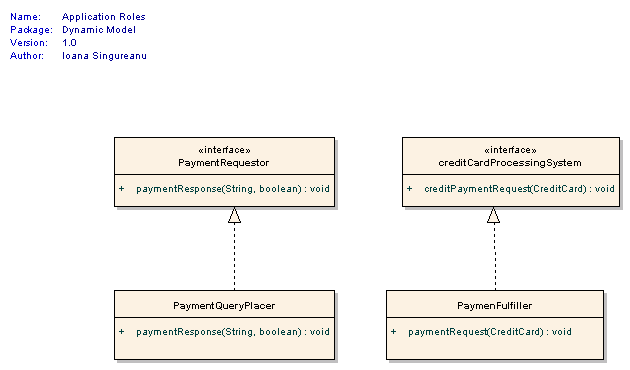 Name: Application Roles
Package: Dynamic Model
Version: 1.0
Author: Ioana Singureanu
«interface»
PaymentRequestor
+ paymentResponse(String, boolean) : void
«interface»
creditCardProcessingSystem
+ creditPaymentRequest(CreditCard) : void
PaymentQueryPlacer
+ paymentResponse(String, boolean) : void
PaymenFulfiller
+ paymentRequest(CreditCard) : void